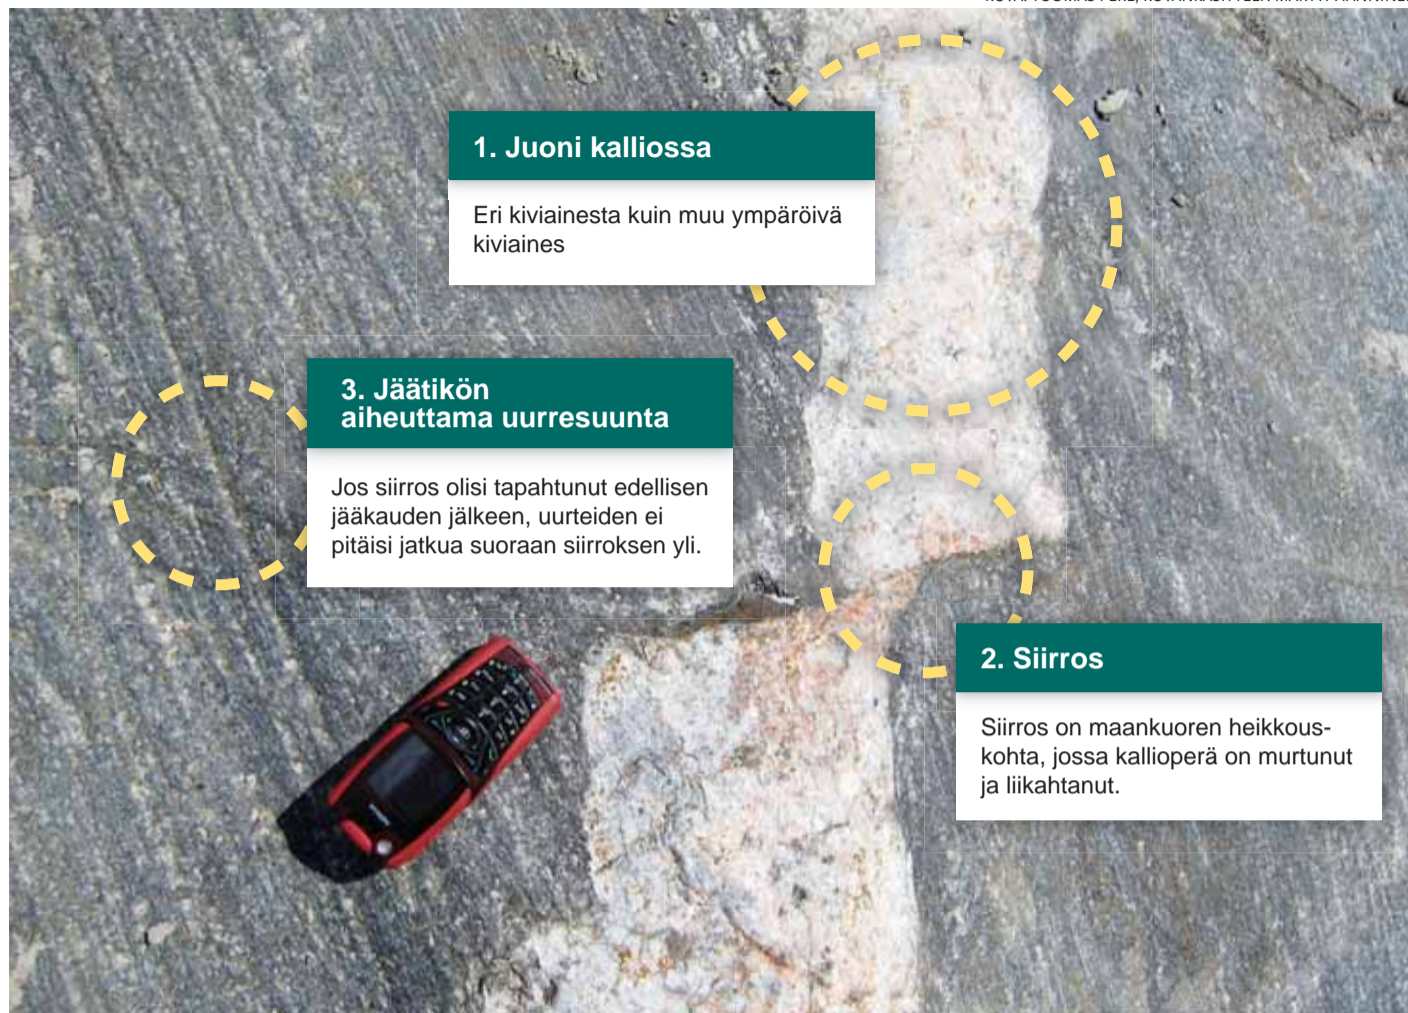 1. Juoni kalliossa
Eri kiviainesta kuin muu ympäröivä
kiviaines
3. Jäätikön
aiheuttama uurresuunta
Jos siirros olisi tapahtunut edellisen
jääkauden jälkeen, uurteiden ei
pitäisi jatkua suoraan siirroksen yli.
2. Siirros
Siirros on maankuoren heikkous-
kohta, jossa kallioperä on murtunut
ja liikahtanut.